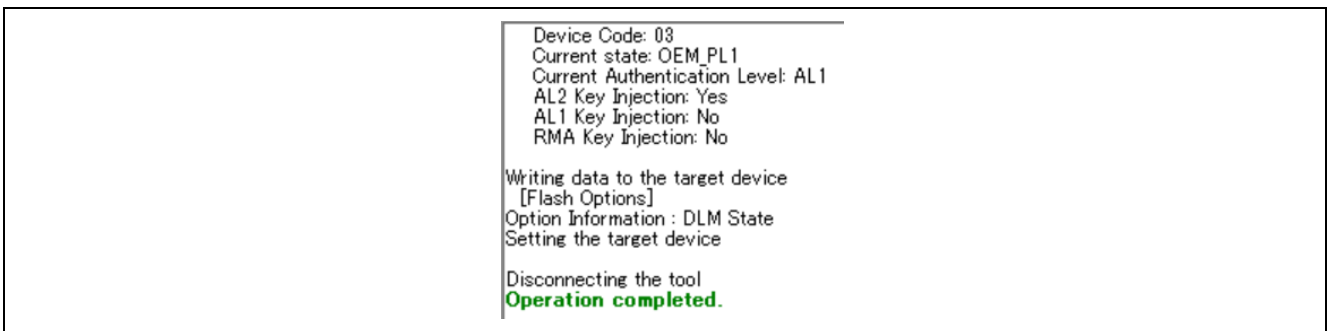 Device Code: 03
Current state: OEM_PL1
Current Authentication Level: AL1
AL2 Key Injection: Yes
AL1 Key Injection: No
RMA Key Injection: No
Writing data to the target device
[Flash Options]
Option Information : DLM State
Setting the target device
Disconnecting the tool
Operation completed.